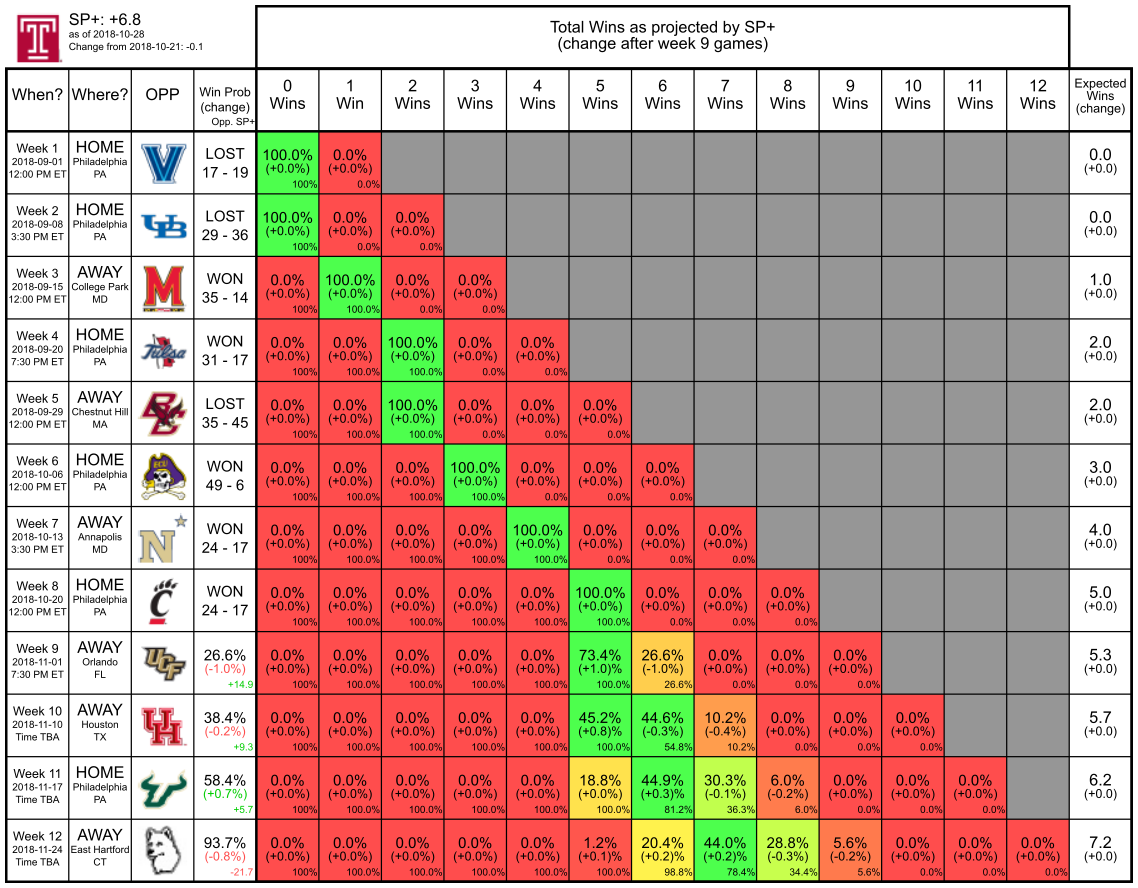 SP+: +6.8
as of 2018-10-28
Change from 2018-10-21: -0.1
Total Wins as projected by SP+
(change after week 9 games)
When? Where? OPP Win Prob 0 1 2 3 4 5 6 7 8 9 10 11 12 Expected
(change) Wins Win Wins Wins Wins Wins Wins Wins Wins Wins Wins Wins Wins Wins
Opp. SP+ (change)
Week 1 HOME LOST 100.0% 0.0% 0.0
2018-09-01 Philadelphia 17 - 19 (+0.0%) (+0.0%) (+0.0)
12:00 PM ET PA 100% 0.0%
Week 2 HOME LOST 100.0% 0.0% 0.0% 0.0
2018-09-08 Philadelphia UB 29 - 36 (+0.0%) (+0.0%) (+0.0%) (+0.0)
3:30 PM ET PA 100% 0.0% 0.0%
Week 3 AWAY WON 0.0% 100.0% 0.0% 0.0% 1.0
2018-09-15 College Park M 35 - 14 (+0.0%) (+0.0%) (+0.0%) (+0.0%) (+0.0)
12:00 PM ET MD 100% 100.0% 0.0% 0.0%
Week 4 HOME WON 0.0% 0.0% 100.0% 0.0% 0.0% 2.0
2018-09-20 Philadelphia Tulsa 31 - 17 (+0.0%) (+0.0%) (+0.0%) (+0.0%) (+0.0%) (+0.0)
7:30 PM ET PA 100% 100.0% 100.0% 0.0% 0.0%
Week 5 AWAY LOST 0.0% 0.0% 100.0% 0.0% 0.0% 0.0% 2.0
2018-09-29 Chestnut Hill BC 35 - 45 (+0.0%) (+0.0%) (+0.0%) (+0.0%) (+0.0%) (+0.0%) (+0.0)
12:00 PM ET MA 100% 100.0% 100.0% 0.0% 0.0% 0.0%
Week 6 HOME WON 0.0% 0.0% 0.0% 100.0% 0.0% 0.0% 0.0% 3.0
2018-10-06 Philadelphia ECU 49 - 6 (+0.0%) (+0.0%) (+0.0%) (+0.0%) (+0.0%) (+0.0%) (+0.0%) (+0.0)
12:00 PM ET PA 100% 100.0% 100.0% 100.0% 0.0% 0.0% 0.0%
Week 7 AWAY WON 0.0% 0.0% 0.0% 0.0% 100.0% 0.0% 0.0% 0.0% 4.0
2018-10-13 Annapolis N 24 - 17 (+0.0%) (+0.0%) (+0.0%) (+0.0%) (+0.0%) (+0.0%) (+0.0%) (+0.0%) (+0.0)
3:30 PM ET MD 100% 100.0% 100.0% 100.0% 100.0% 0.0% 0.0% 0.0%
Week 8 HOME WON 0.0% 0.0% 0.0% 0.0% 0.0% 100.0% 0.0% 0.0% 0.0% 5.0
2018-10-20 Philadelphia C 24 - 17 (+0.0%) (+0.0%) (+0.0%) (+0.0%) (+0.0%) (+0.0%) (+0.0%) (+0.0%) (+0.0%) (+0.0)
12:00 PM ET PA 100% 100.0% 100.0% 100.0% 100.0% 100.0% 0.0% 0.0% 0.0%
Week 9 AWAY 26.6% 0.0% 0.0% 0.0% 0.0% 0.0% 73.4% 26.6% 0.0% 0.0% 0.0% 5.3
2018-11-01 Orlando UCF (-1.0%) (+0.0%) (+0.0%) (+0.0%) (+0.0%) (+0.0%) (+1.0)% (-1.0%) (+0.0%) (+0.0%) (+0.0%) (+0.0)
7:30 PM ET FL +14.9 100% 100.0% 100.0% 100.0% 100.0% 100.0% 26.6% 0.0% 0.0% 0.0%
Week 10 AWAY 38.4% 0.0% 0.0% 0.0% 0.0% 0.0% 45.2% 44.6% 10.2% 0.0% 0.0% 0.0% 5.7
2018-11-10 Houston UH (-0.2%) (+0.0%) (+0.0%) (+0.0%) (+0.0%) (+0.0%) (+0.8)% (-0.3%) (-0.4%) (+0.0%) (+0.0%) (+0.0%) (+0.0)
Time TBA TX +9.3 100% 100.0% 100.0% 100.0% 100.0% 100.0% 54.8% 10.2% 0.0% 0.0% 0.0%
Week 11 HOME 58.4% 0.0% 0.0% 0.0% 0.0% 0.0% 18.8% 44.9% 30.3% 6.0% 0.0% 0.0% 0.0% 6.2
2018-11-17 Philadelphia (+0.7%) (+0.0%) (+0.0%) (+0.0%) (+0.0%) (+0.0%) (+0.0%) (+0.3)% (-0.1%) (-0.2%) (+0.0%) (+0.0%) (+0.0%) (+0.0)
Time TBA PA +5.7 100% 100.0% 100.0% 100.0% 100.0% 100.0% 81.2% 36.3% 6.0% 0.0% 0.0% 0.0%
Week 12 AWAY 93.7% 0.0% 0.0% 0.0% 0.0% 0.0% 1.2% 20.4% 44.0% 28.8% 5.6% 0.0% 0.0% 0.0% 7.2
2018-11-24 East Hartford (-0.8%) (+0.0%) (+0.0%) (+0.0%) (+0.0%) (+0.0%) (+0.1)% (+0.2)% (+0.2)% (-0.3%) (-0.2%) (+0.0%) (+0.0%) (+0.0%) (+0.0)
Time TBA CT -21.7 100% 100.0% 100.0% 100.0% 100.0% 100.0% 98.8% 78.4% 34.4% 5.6% 0.0% 0.0% 0.0%